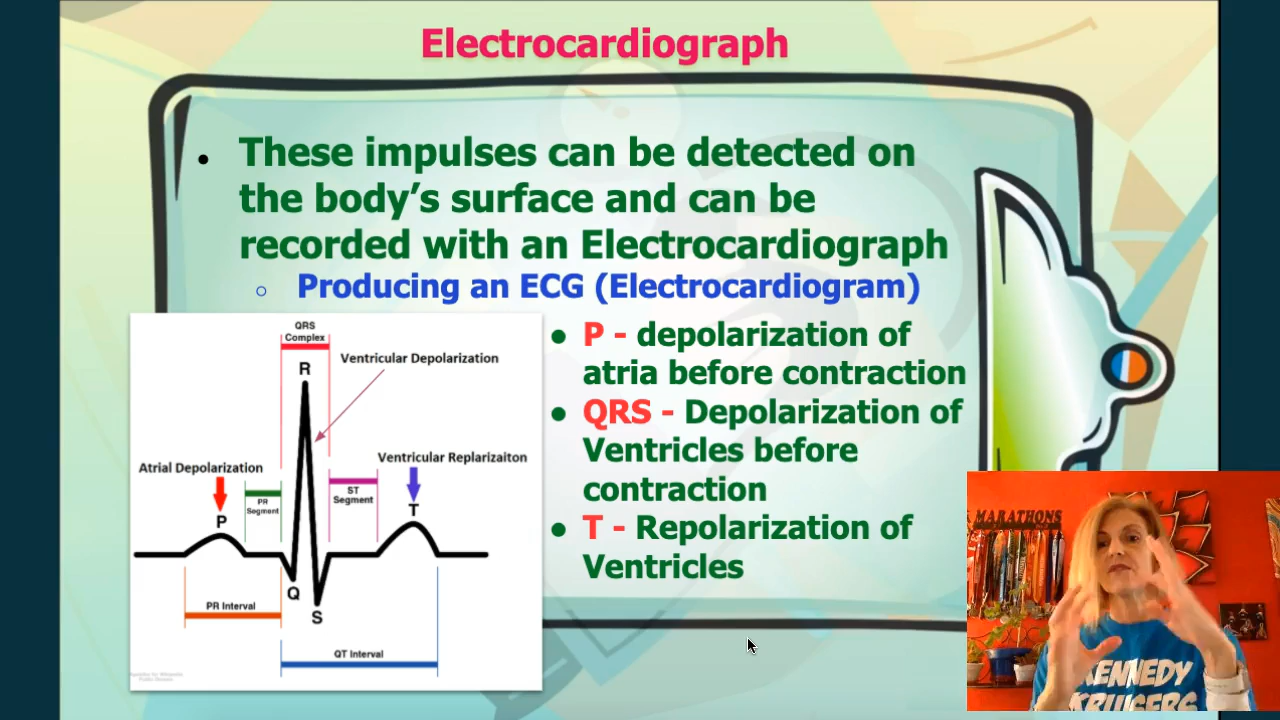 Electrocardiograph
• These impulses can be detected on
the body’s surface and can be
recorded with an Electrocardiograph
○ Producing an ECG (Electrocardiogram)
QRS
Complex
R
Ventricular Depolarization
Atrial Depolarization
Ventricular Replarizaiton
PR
Segment
ST
Segment
P
T
Q
S
PR Interval
QT Interval
● P - depolarization of
atria before contraction
● QRS - Depolarization of
Ventricles before
contraction
● T - Repolarization of
Ventricles
MARATHONS
KENNEDY
KRUISERS